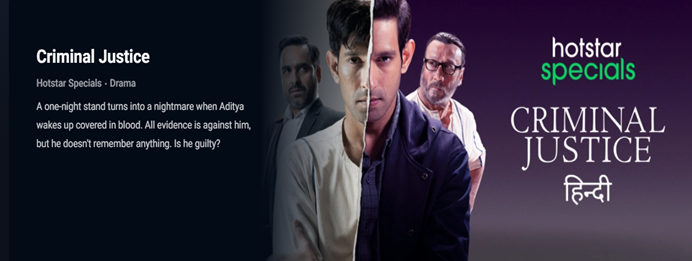 Criminal Justice
Hotstar Specials · Drama
A one-night stand turns into a nightmare when Aditya
wakes up covered in blood. All evidence is against him,
but he doesn't remember anything. Is he guilty?
hotstar
specials
CRIMINAL
JUSTICE
हिन्दी